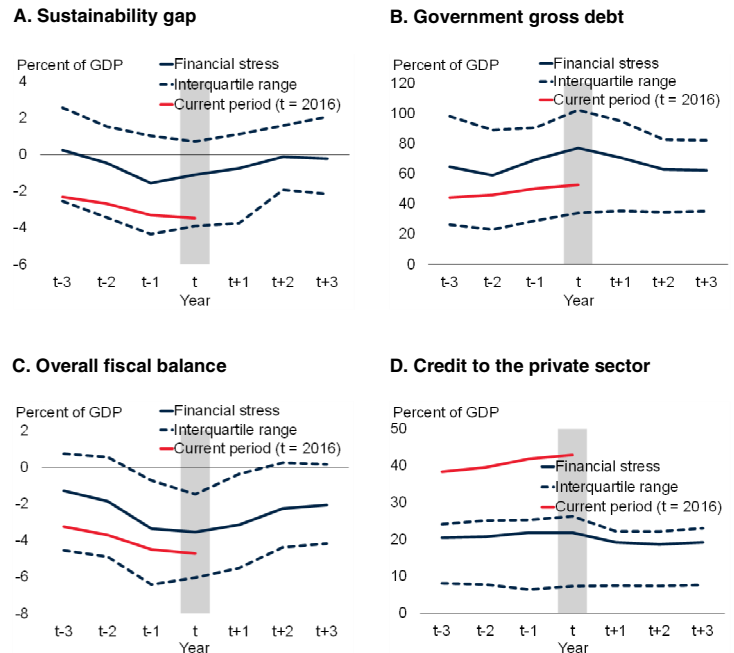 A. Sustainability gap
Percent of GDP
Financial stress
Interquartile range
Current period (t = 2016)
4
2
0
-2
-4
-6
t-3 t-2 t-1 t t+1 t+2 t+3
Year
B. Government gross debt
Percent of GDP
Financial stress
Interquartile range
Current period (t = 2016)
120
100
80
60
40
20
0
t-3 t-2 t-1 t t+1 t+2 t+3
Year
C. Overall fiscal balance
Percent of GDP
Financial stress
Interquartile range
Current period (t = 2016)
2
0
-2
-4
-6
-8
t-3 t-2 t-1 t t+1 t+2 t+3
Year
D. Credit to the private sector
Percent of GDP
50
40
30
20
10
0
Financial stress
Interquartile range
Current period (t = 2016)
t-3 t-2 t-1 t t+1 t+2 t+3
Year